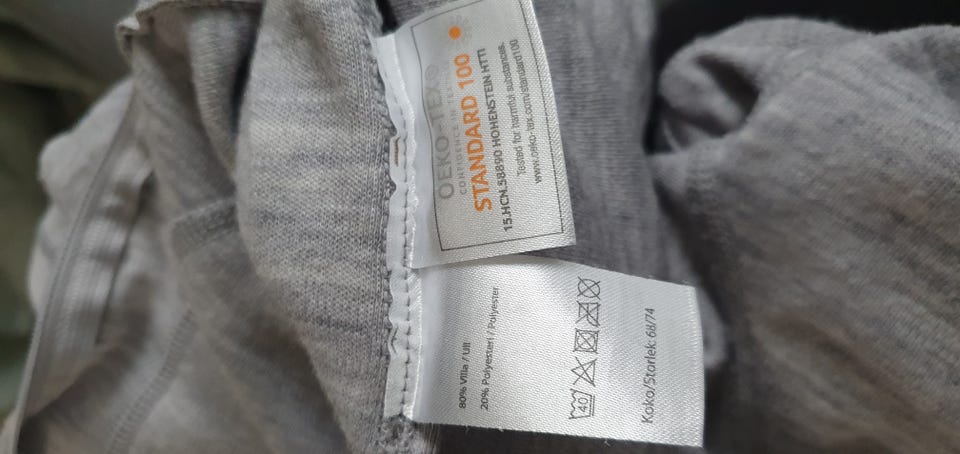 OEKO-TEX®
CONFIDENCE IN TEXTILES
STANDARD 100
15.HCN.58890 HOHENSTEIN HTTI
Tested for harmful substances.
www.oeko-tex.com/standard100
80% Villa / Ull
20% Polyesteri / Polyester
40
Koko/Storlek: 68/74